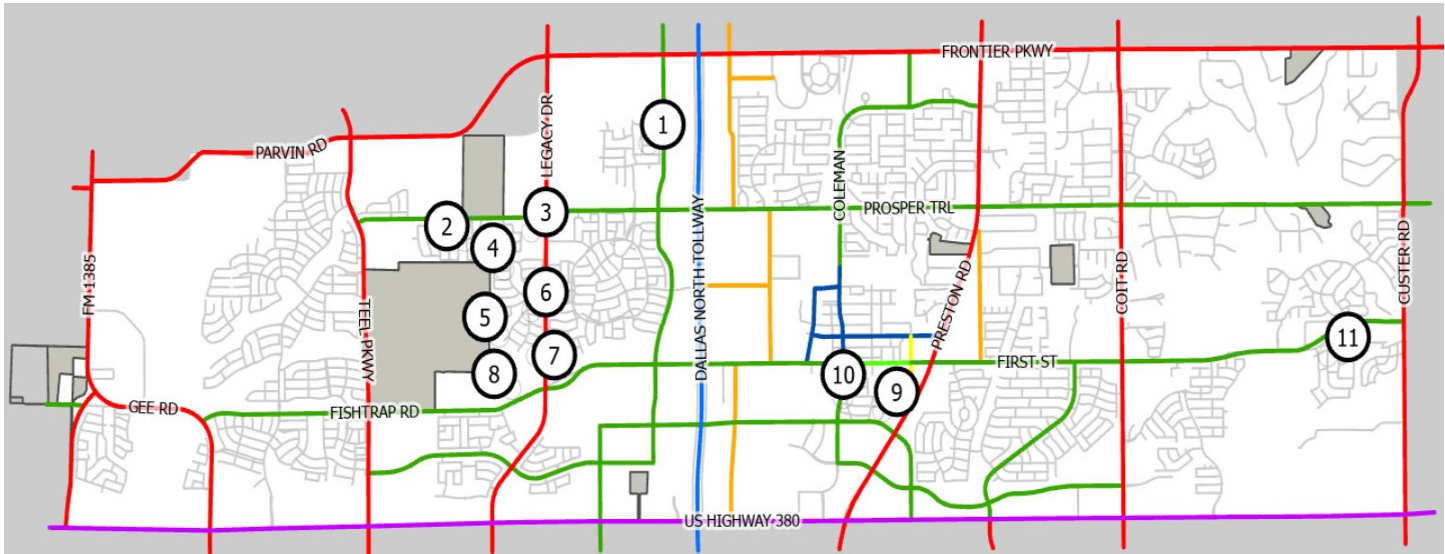 FRONTIER PKWY
LEGACY DR
1
PARVIN RD
COLEMAN
PROSPER TRL
2
3
4
DALLAS NORTH TOLLWAY
FM 1385
TEEL PKWY
5
6
PRESTON RD
COIT RD
CUSTER RD
7
8
10
9
FIRST ST
11
GEE RD
FISHTRAP RD
US HIGHWAY 380